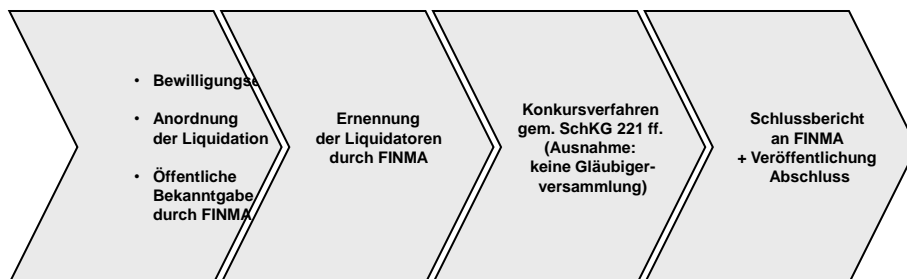 • Bewilligungse
• Anordnung
der Liquidation
• Öffentliche
Bekanntgabe
durch FINMA
Ernennung
der Liquidatoren
durch FINMA
Konkursverfahren
gem. SchKG 221 ff.
(Ausnahme:
keine Gläubiger-
versammlung)
Schlussbericht
an FINMA
+ Veröffentlichung
Abschluss